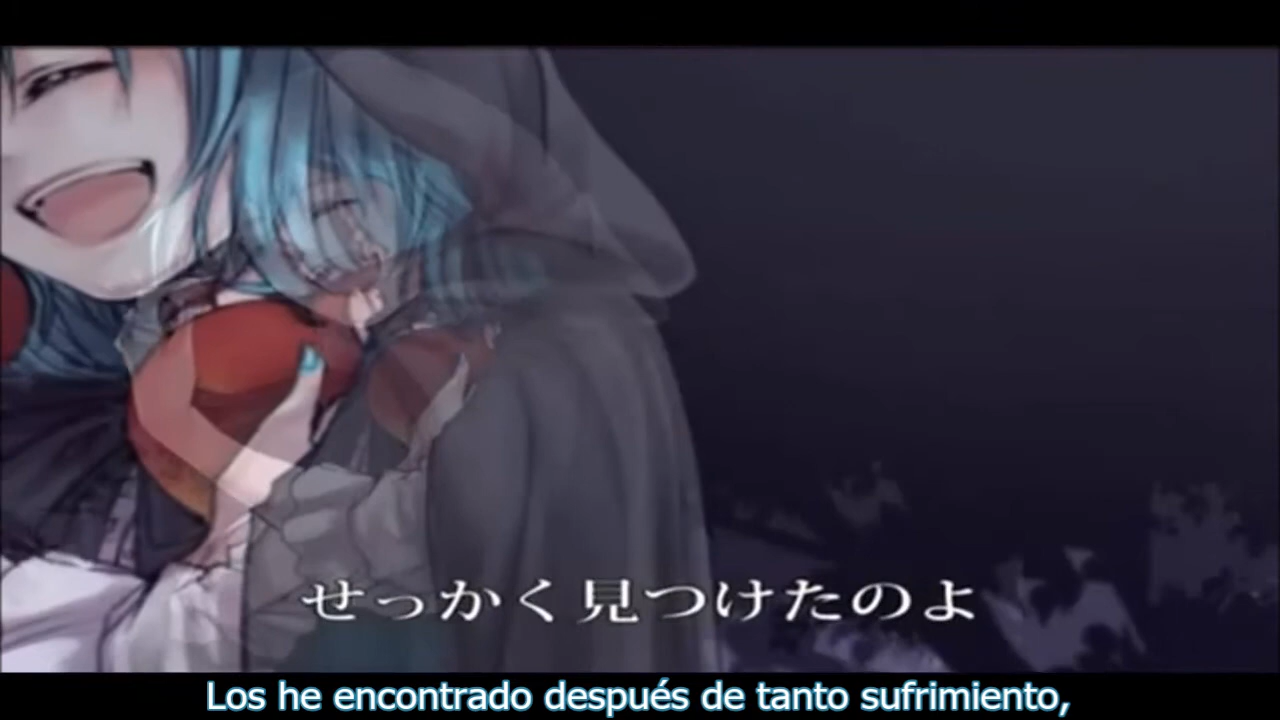 せっかく見つけたのよ
Los he encontrado después de tanto sufrimiento,